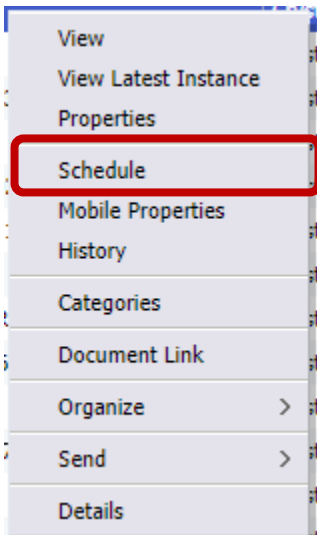 View
View Latest Instance
Properties
Schedule
Mobile Properties
History
Categories
Document Link
Organize
Send
Details